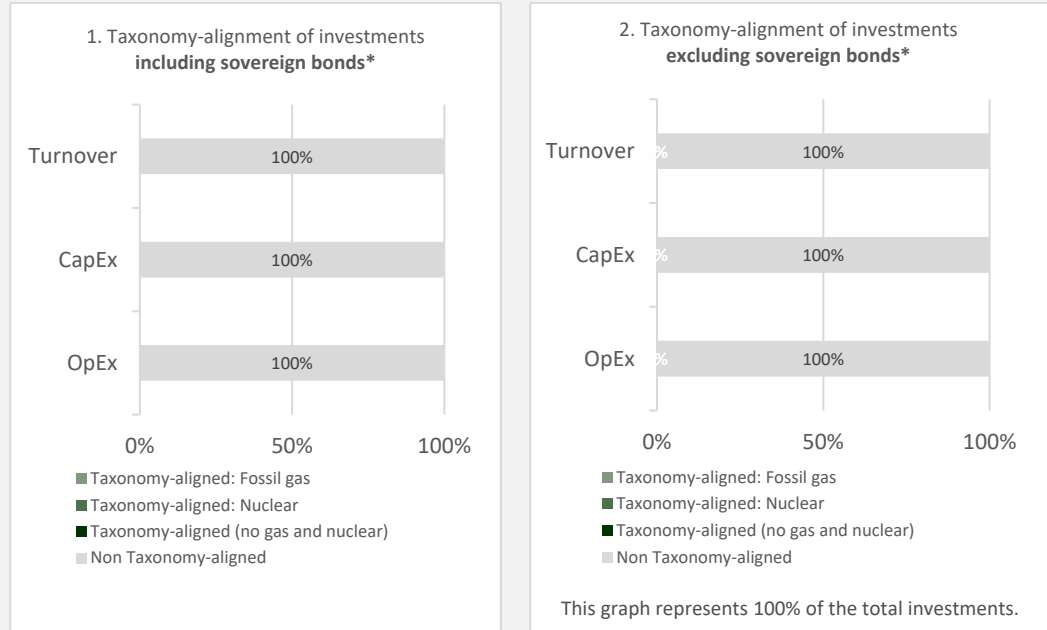 1. Taxonomy-alignment of investments
including sovereign bonds*
Turnover
100%
CapEx
100%
OpEx
100%
0%
50%
100%
Taxonomy-aligned: Fossil gas
Taxonomy-aligned: Nuclear
Taxonomy-aligned (no gas and nuclear)
Non Taxonomy-aligned
2. Taxonomy-alignment of investments
excluding sovereign bonds*
Turnover
%
100%
CapEx
%
100%
OpEx
%
100%
0%
50%
100%
Taxonomy-aligned: Fossil gas
Taxonomy-aligned: Nuclear
Taxonomy-aligned (no gas and nuclear)
Non Taxonomy-aligned
This graph represents 100% of the total investments.